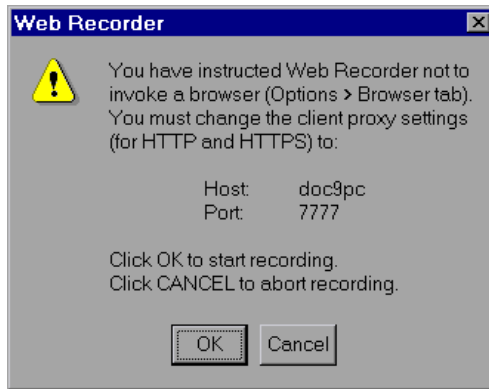 Web Recorder
You have instructed Web Recorder not to
invoke a browser (Options > Browser tab).
You must change the client proxy settings
(for HTTP and HTTPS) to:
Host: doc9pc
Port: 7777
Click OK to start recording.
Click CANCEL to abort recording.
OK Cancel